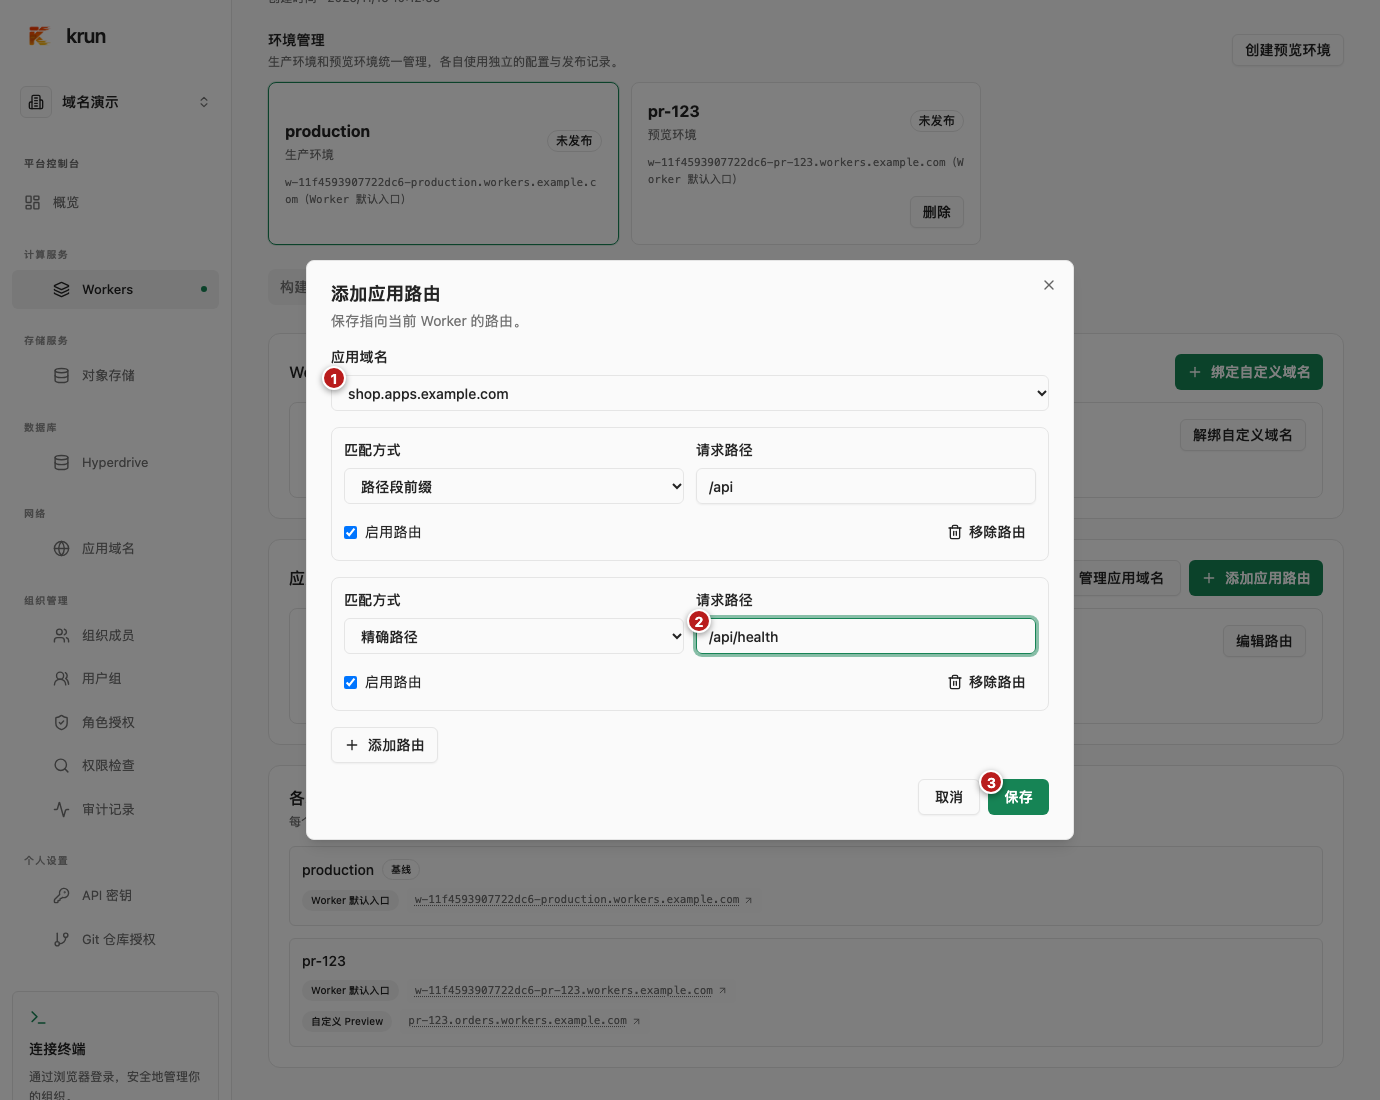 krun
域名演示
平台控制台
概览
计算服务
Workers
存储服务
对象存储
数据库
Hyperdrive
网络
应用域名
组织管理
组织成员
用户组
角色授权
权限检查
审计记录
个人设置
API 密钥
Git 仓库授权
连接终端
通过浏览器登录，安全地管理你
的组织。
环境管理
生产环境和预览环境统一管理，各自使用独立的配置与发布记录。
创建预览环境
production
生产环境
未发布
w-11f4593907722dc6-production.workers.example.c
om (Worker 默认入口)
pr-123
预览环境
未发布
w-11f4593907722dc6-pr-123.workers.example.com (W
orker 默认入口)
删除
构建
绑定自定义域名
解绑自定义域名
应
管理应用域名
添加应用路由
编辑路由
添加应用路由
保存指向当前 Worker 的路由。
应用域名
1
shop.apps.example.com
匹配方式
请求路径
路径段前缀
/api
启用路由
移除路由
匹配方式
请求路径
2
精确路径
/api/health
启用路由
移除路由
添加路由
取消
3
保存
各
production
基线
Worker 默认入口
w-11f4593907722dc6-production.workers.example.com
pr-123
Worker 默认入口
w-11f4593907722dc6-pr-123.workers.example.com
自定义 Preview
pr-123.orders.workers.example.com